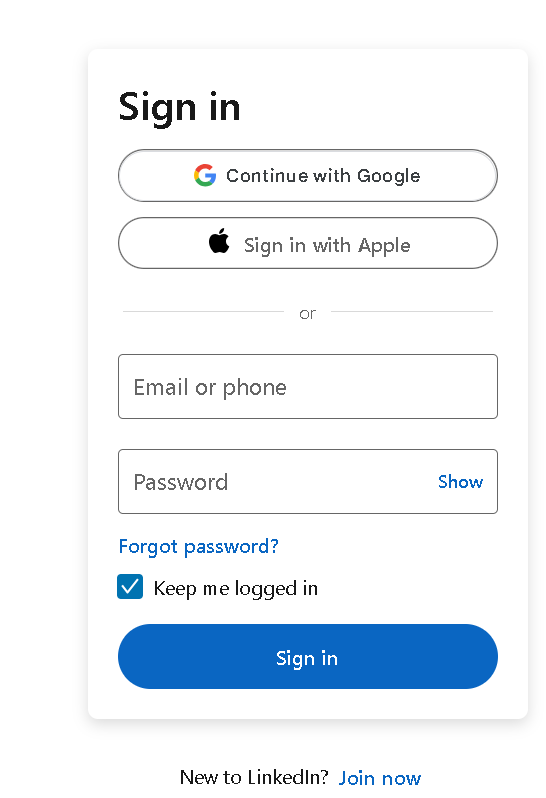 Sign in
Continue with Google
Sign in with Apple
or
Email or phone
Password Show
Forgot password?
Keep me logged in
Sign in
New to LinkedIn? Join now